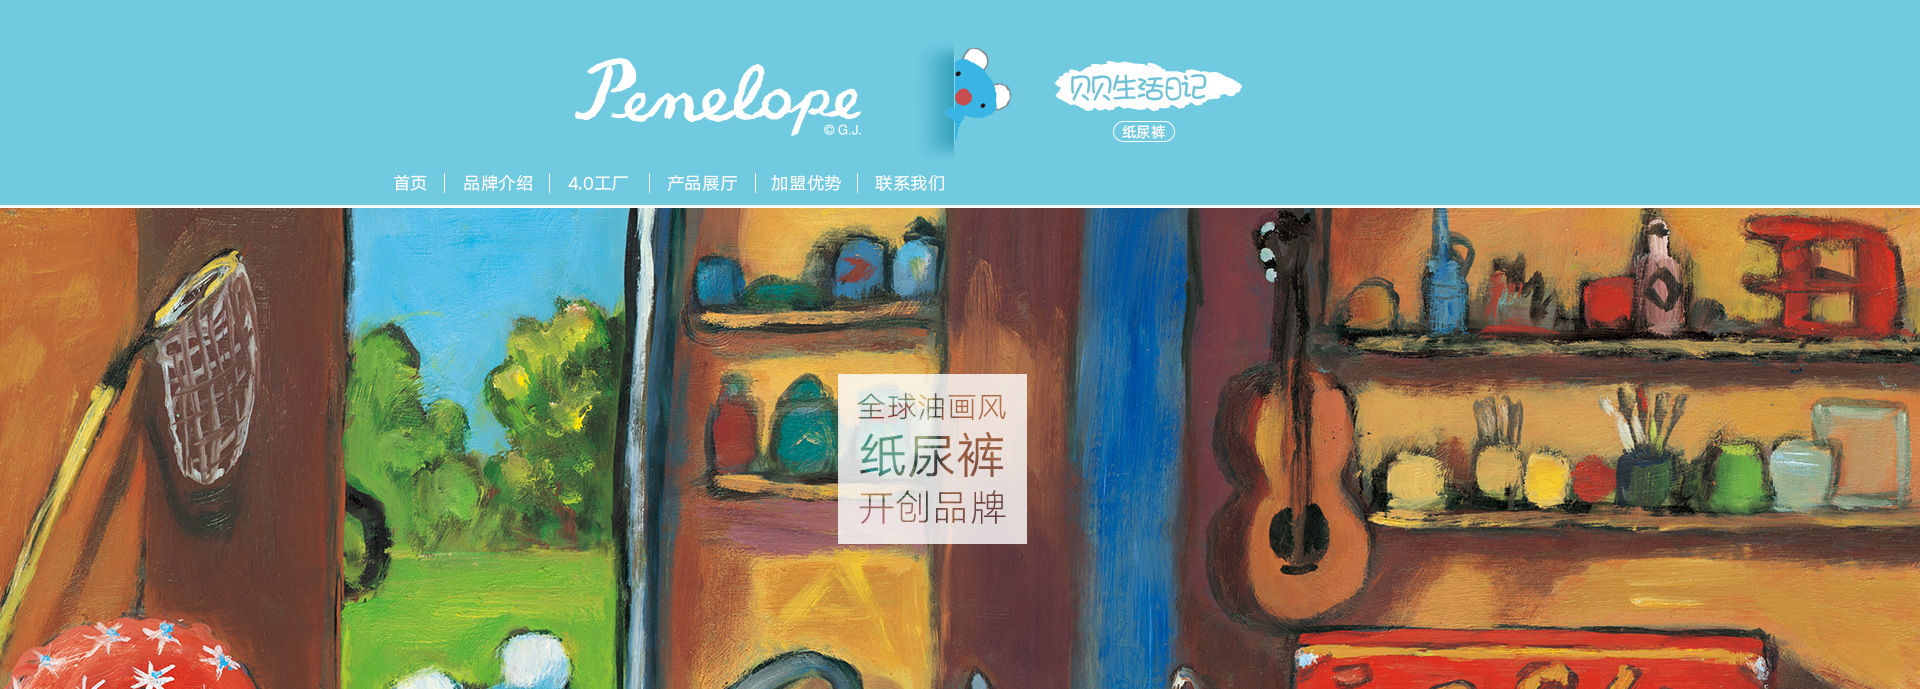 Penelope
© G.J.
贝贝生活日记
纸尿裤
首页 品牌介绍 4.0工厂 产品展厅 加盟优势 联系我们
全球油画风
纸尿裤
开创品牌